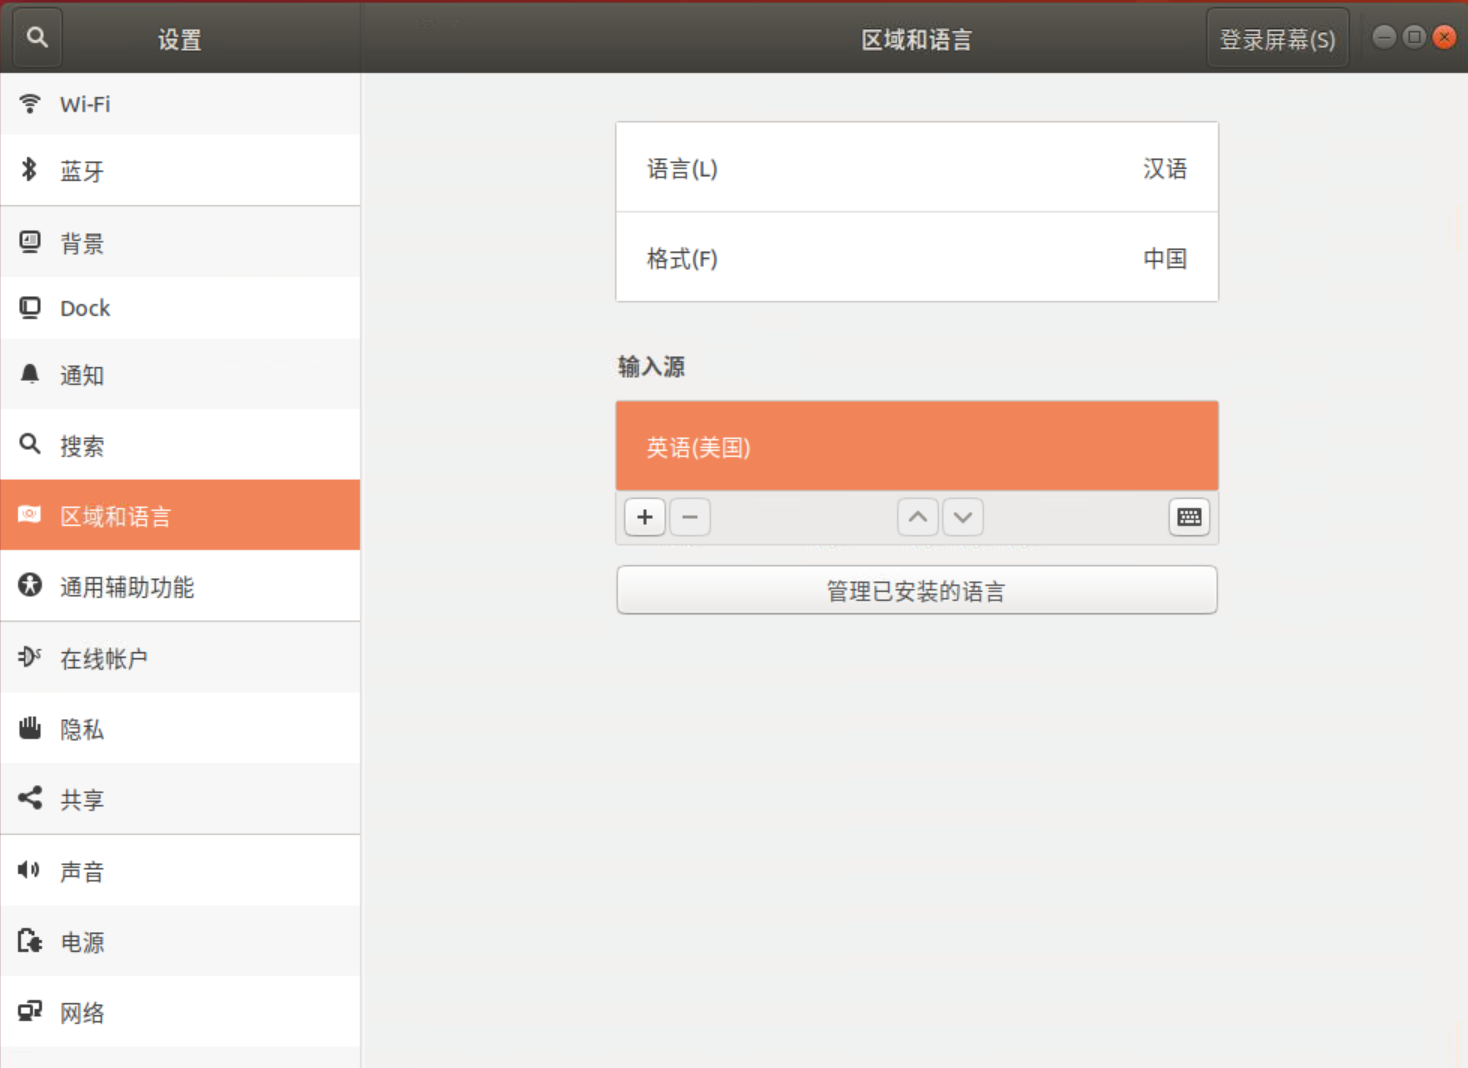 设置
区域和语言
登录屏幕(S)
Wi-Fi
蓝牙
背景
Dock
通知
搜索
区域和语言
通用辅助功能
在线帐户
隐私
共享
声音
电源
网络
语言(L)
汉语
格式(F)
中国
输入源
英语(美国)
管理已安装的语言